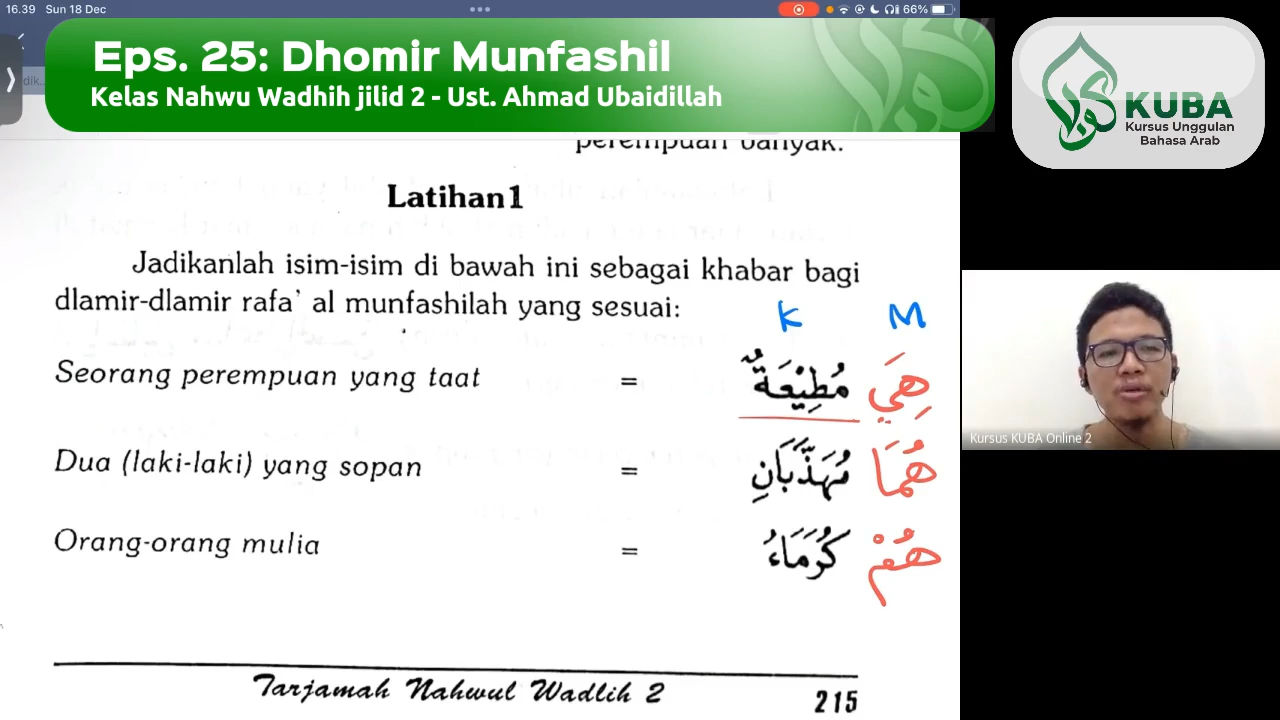 16.39 Sun 18 Dec
66%
Eps. 25: Dhomir Munfashil
Kelas Nahwu Wadhih jilid 2 - Ust. Ahmad Ubaidillah
KUBA
Kursus Unggulan
Bahasa Arab
perempuan banyak.
Latihan 1
Jadikanlah isim-isim di bawah ini sebagai khabar bagi
dlamir-dlamir rafa' al munfashilah yang sesuai:
K M
Seorang perempuan yang taat = هِيَ مُطِيْعَةٌ
Dua (laki-laki) yang sopan = هُمَا مُهَذَّبَانِ
Orang-orang mulia = هُمْ كُرَمَاءُ
Kursus KUBA Online 2
Tarjamah Nahwul Wadlih 2 215